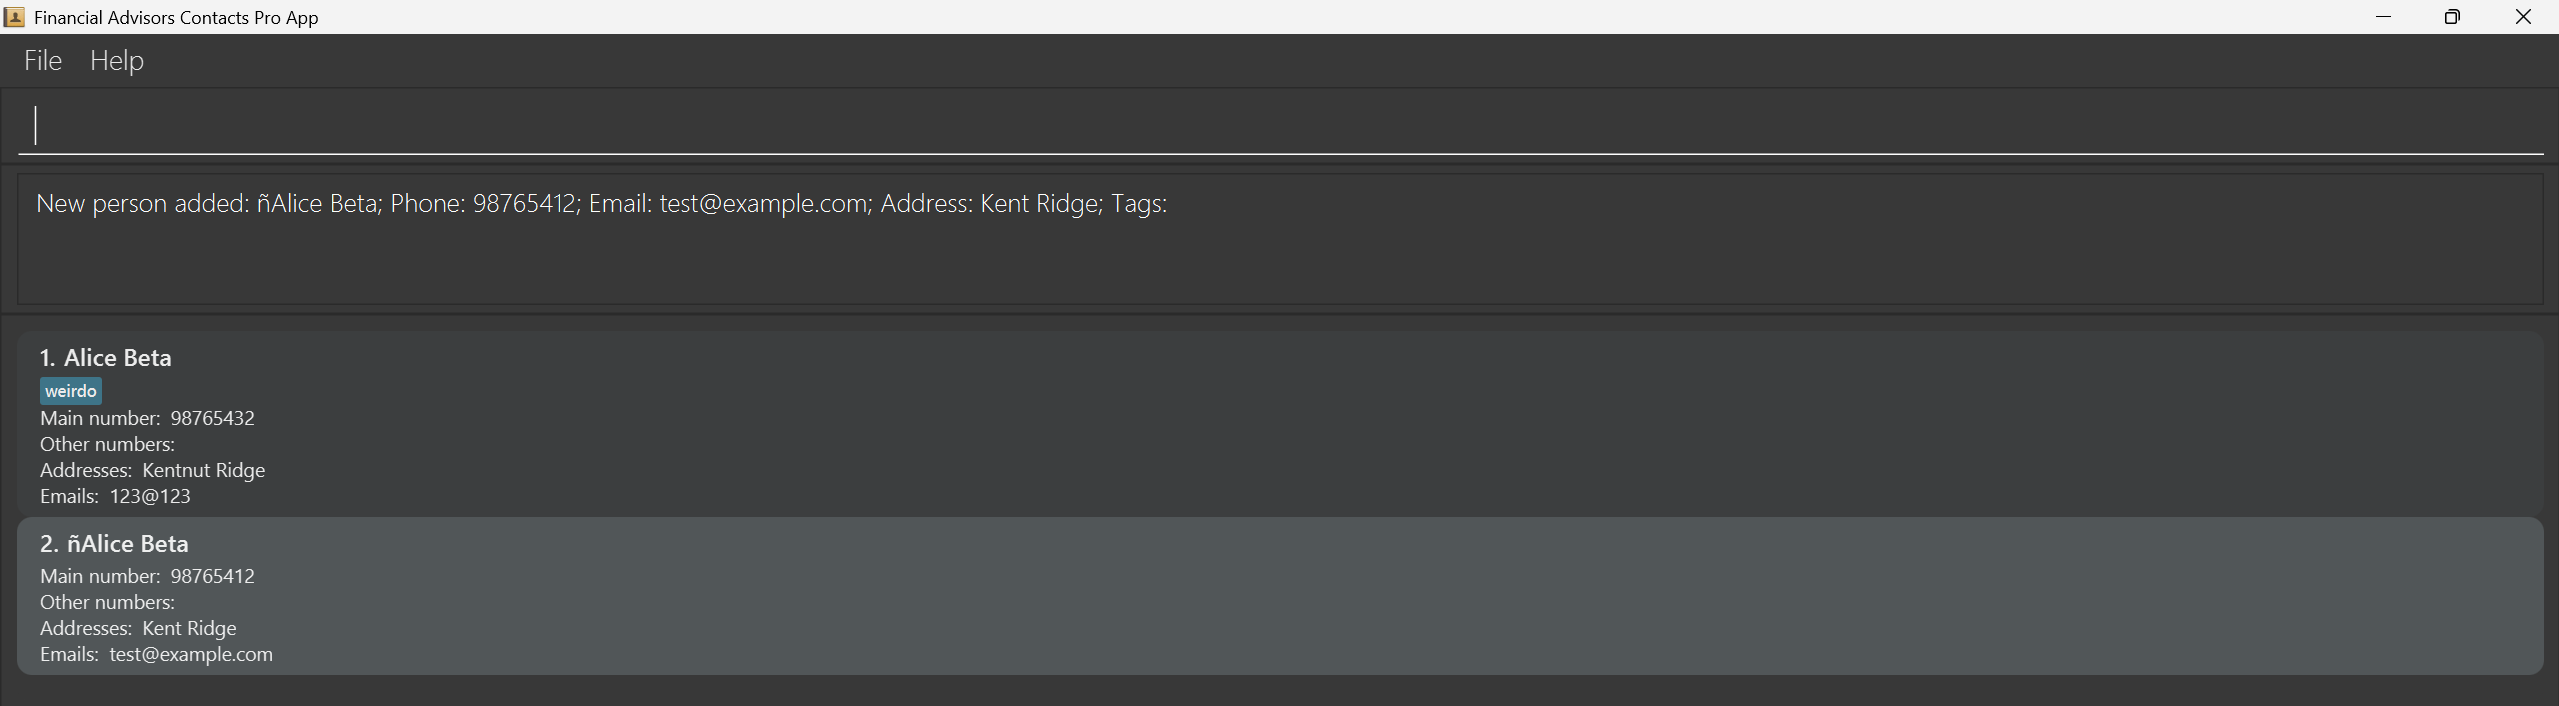 Financial Advisors Contacts Pro App
File Help
New person added: ñAlice Beta; Phone: 98765412; Email: test@example.com; Address: Kent Ridge; Tags:
1. Alice Beta
weirdo
Main number: 98765432
Other numbers:
Addresses: Kentnut Ridge
Emails: 123@123
2. ñAlice Beta
Main number: 98765412
Other numbers:
Addresses: Kent Ridge
Emails: test@example.com